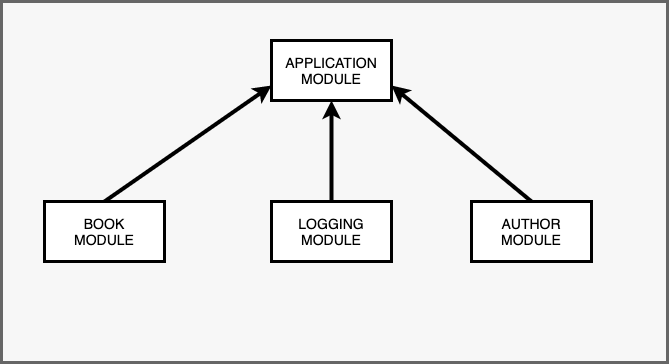 APPLICATION
MODULE
BOOK
MODULE
LOGGING
MODULE
AUTHOR
MODULE